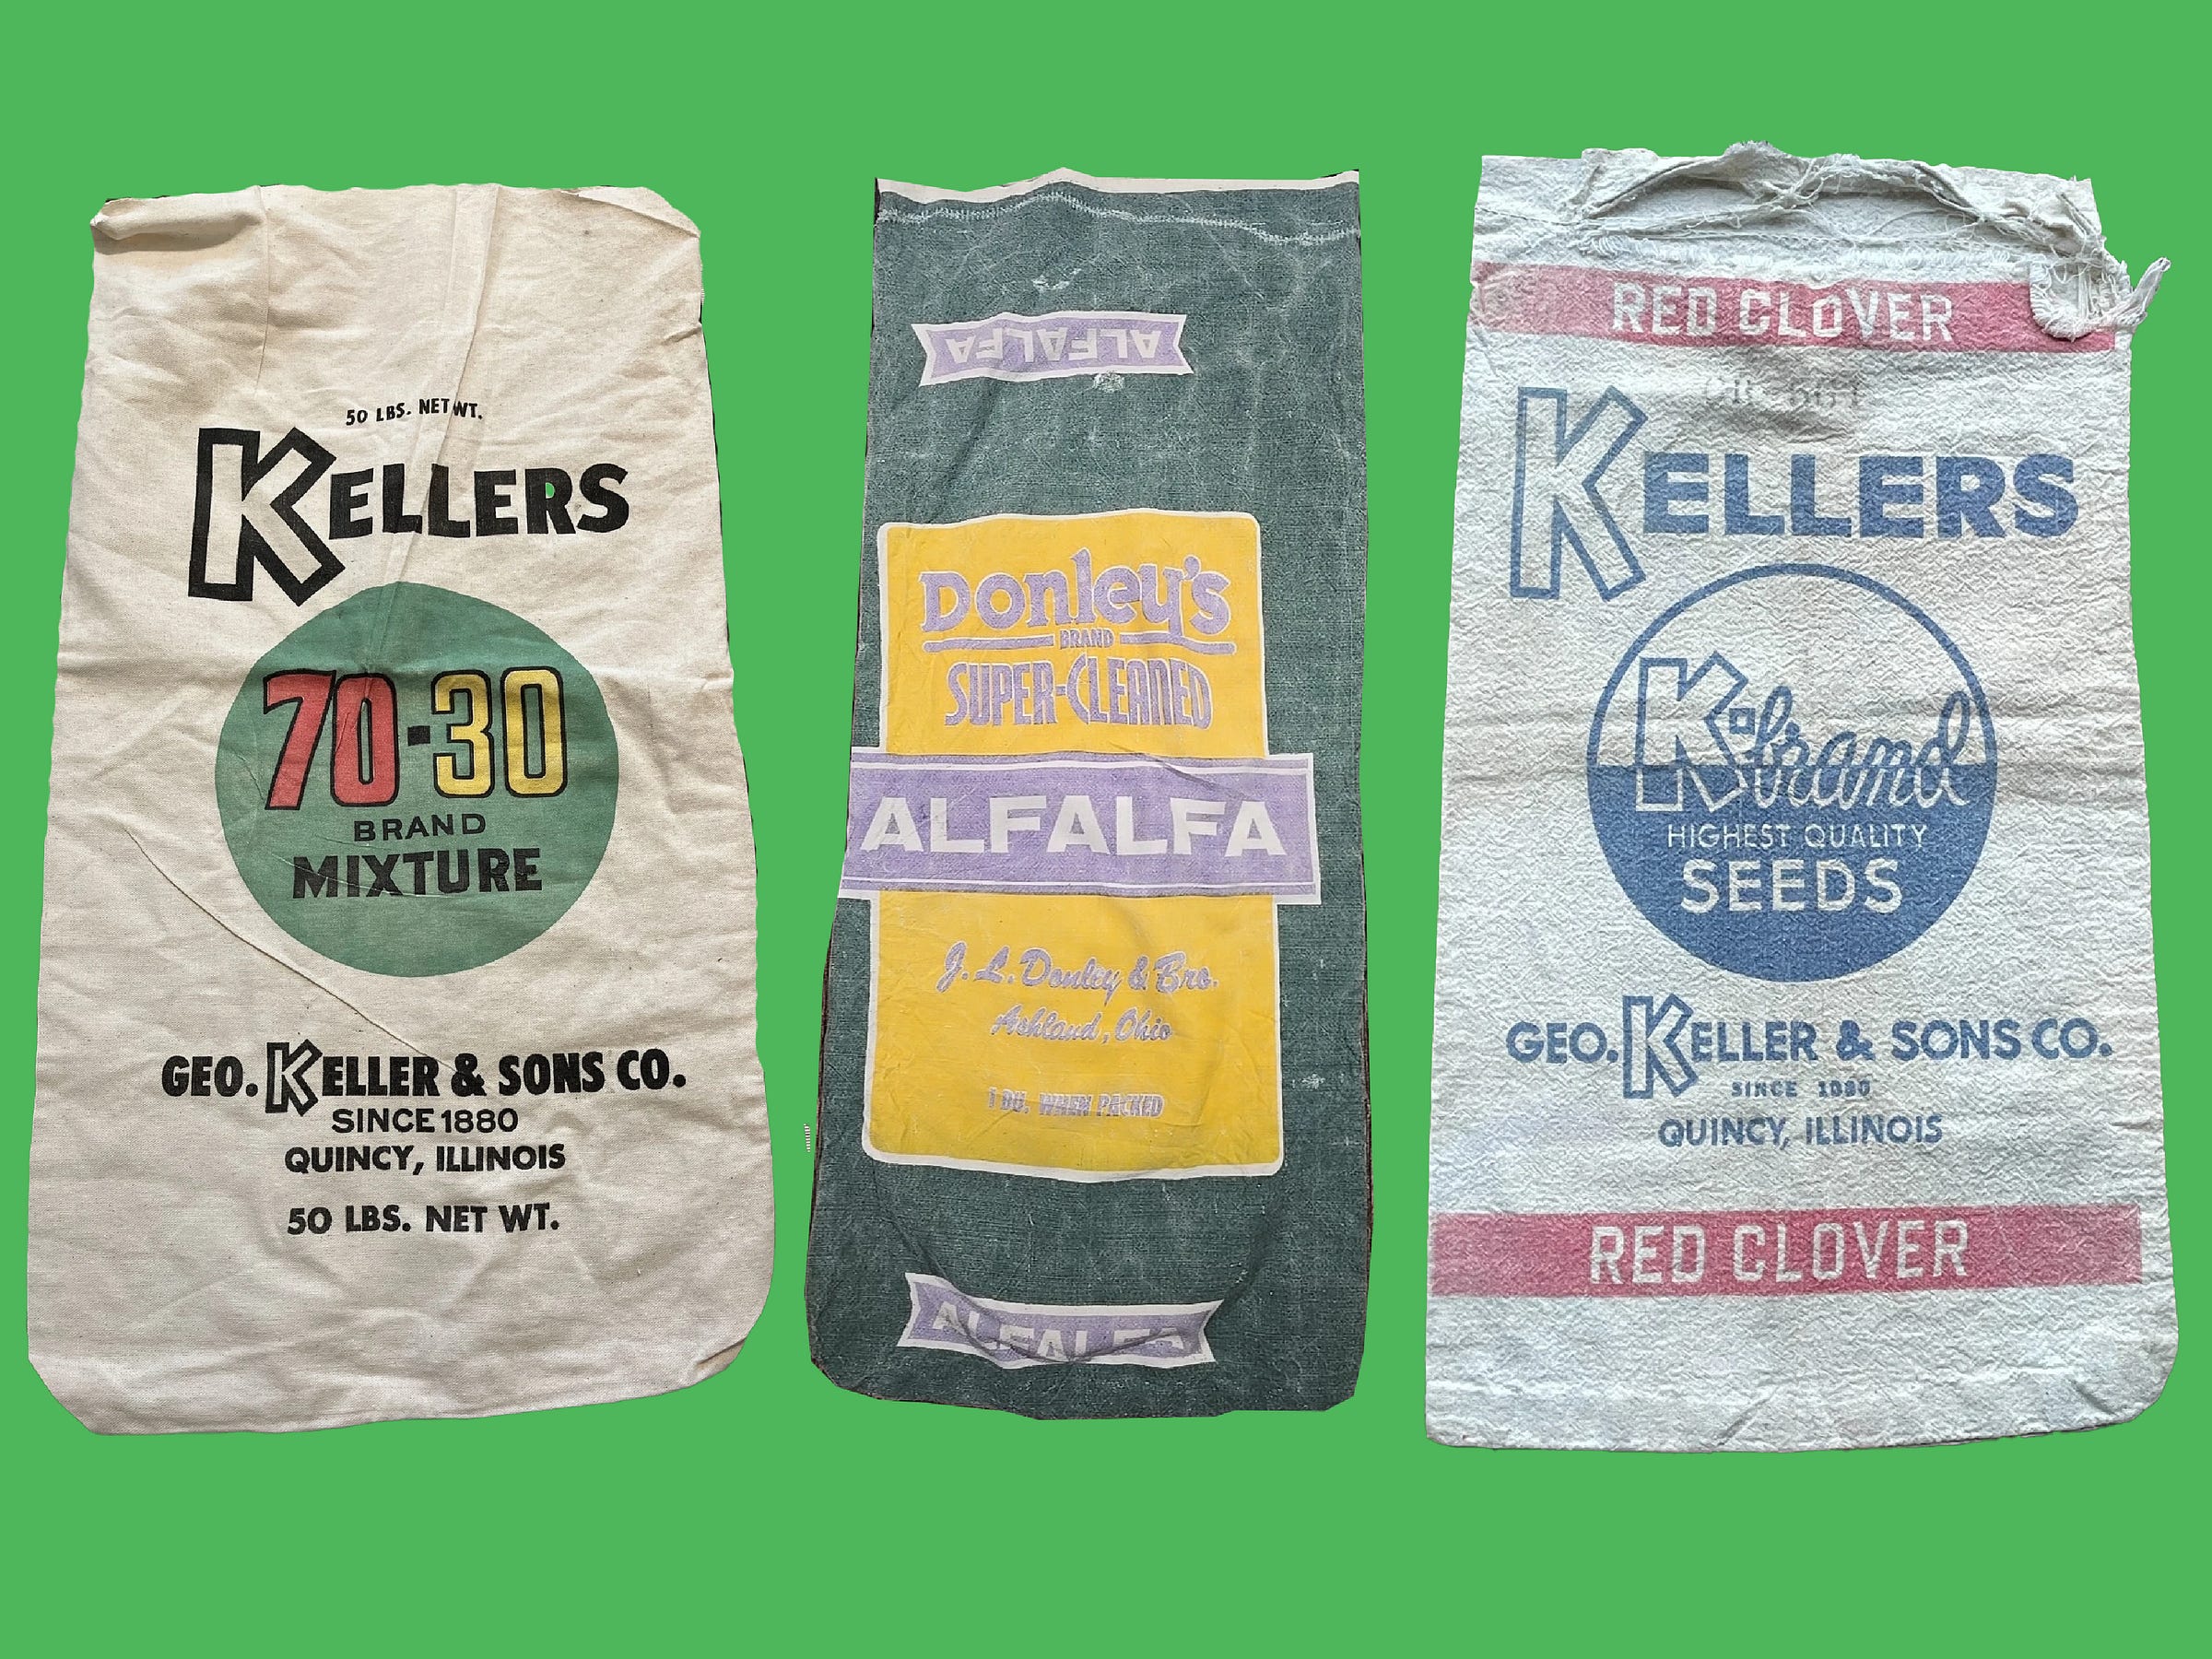 50 LBS. NET WT.
KELLERS
70-30
BRAND
MIXTURE
GEO. KELLER & SONS CO.
SINCE 1880
QUINCY, ILLINOIS
50 LBS. NET WT.
ALFALFA
Donley's
BRAND
SUPER-CLEANED
ALFALFA
J. L. Donley & Bro.
Ashland, Ohio
1 BU. WHEN PACKED
ALFALFA
RED CLOVER
KELLERS
K-brand
HIGHEST QUALITY
SEEDS
GEO. KELLER & SONS CO.
SINCE 1880
QUINCY, ILLINOIS
RED CLOVER